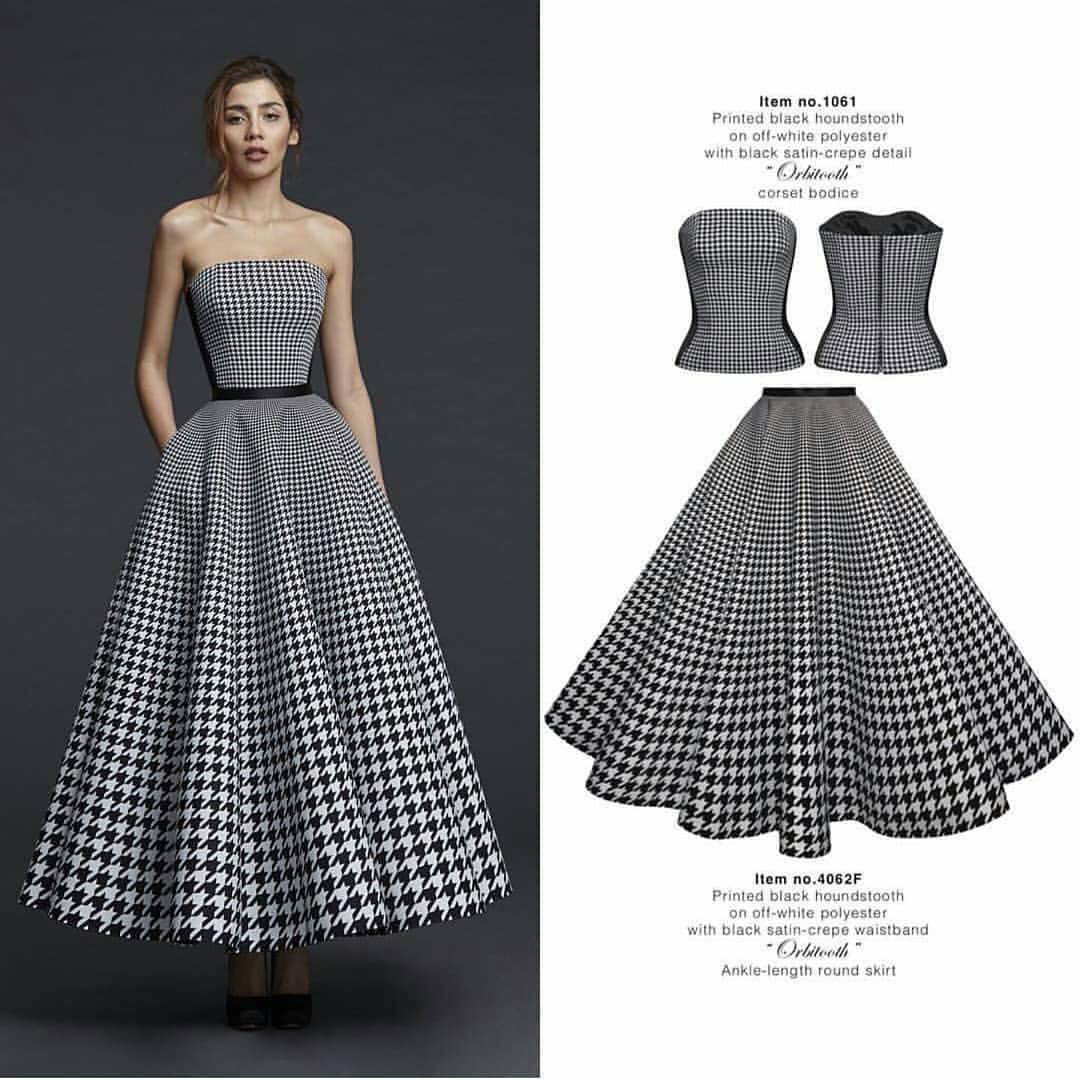 Item no.1061
Printed black houndstooth
on off-white polyester
with black satin-crepe detail
"Orbitooth"
corset bodice
Item no.4062F
Printed black houndstooth
on off-white polyester
with black satin-crepe waistband
"Orbitooth"
Ankle-length round skirt